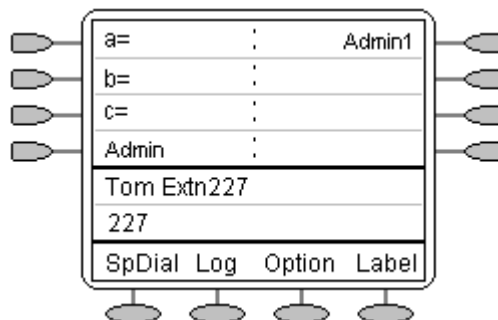 a= : Admin1
b= :
c= :
Admin :
Tom Extn227
227
SpDial Log Option Label